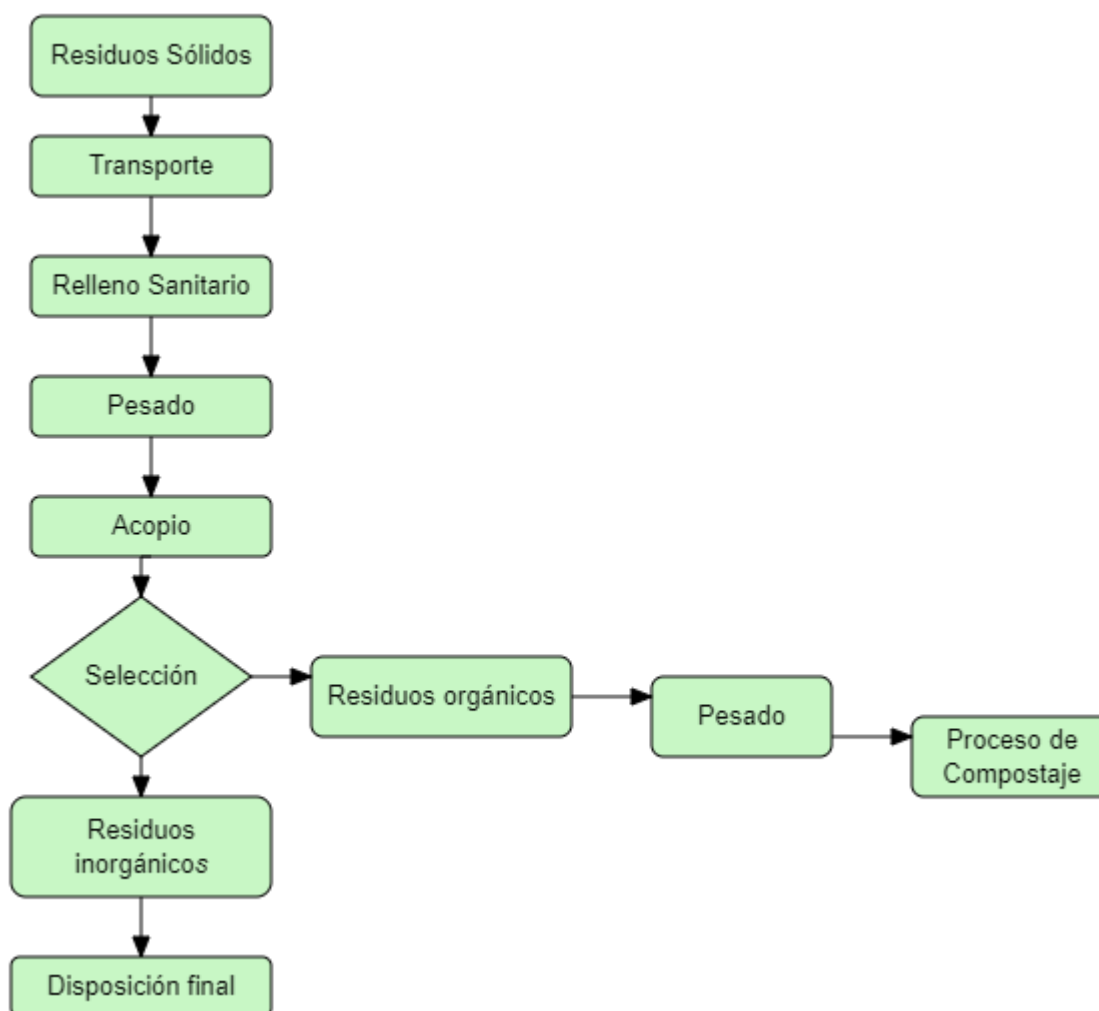 Residuos Sólidos
Transporte
Relleno Sanitario
Pesado
Acopio
Selección
Residuos orgánicos
Pesado
Proceso de
Compostaje
Residuos
inorgánicos
Disposición final